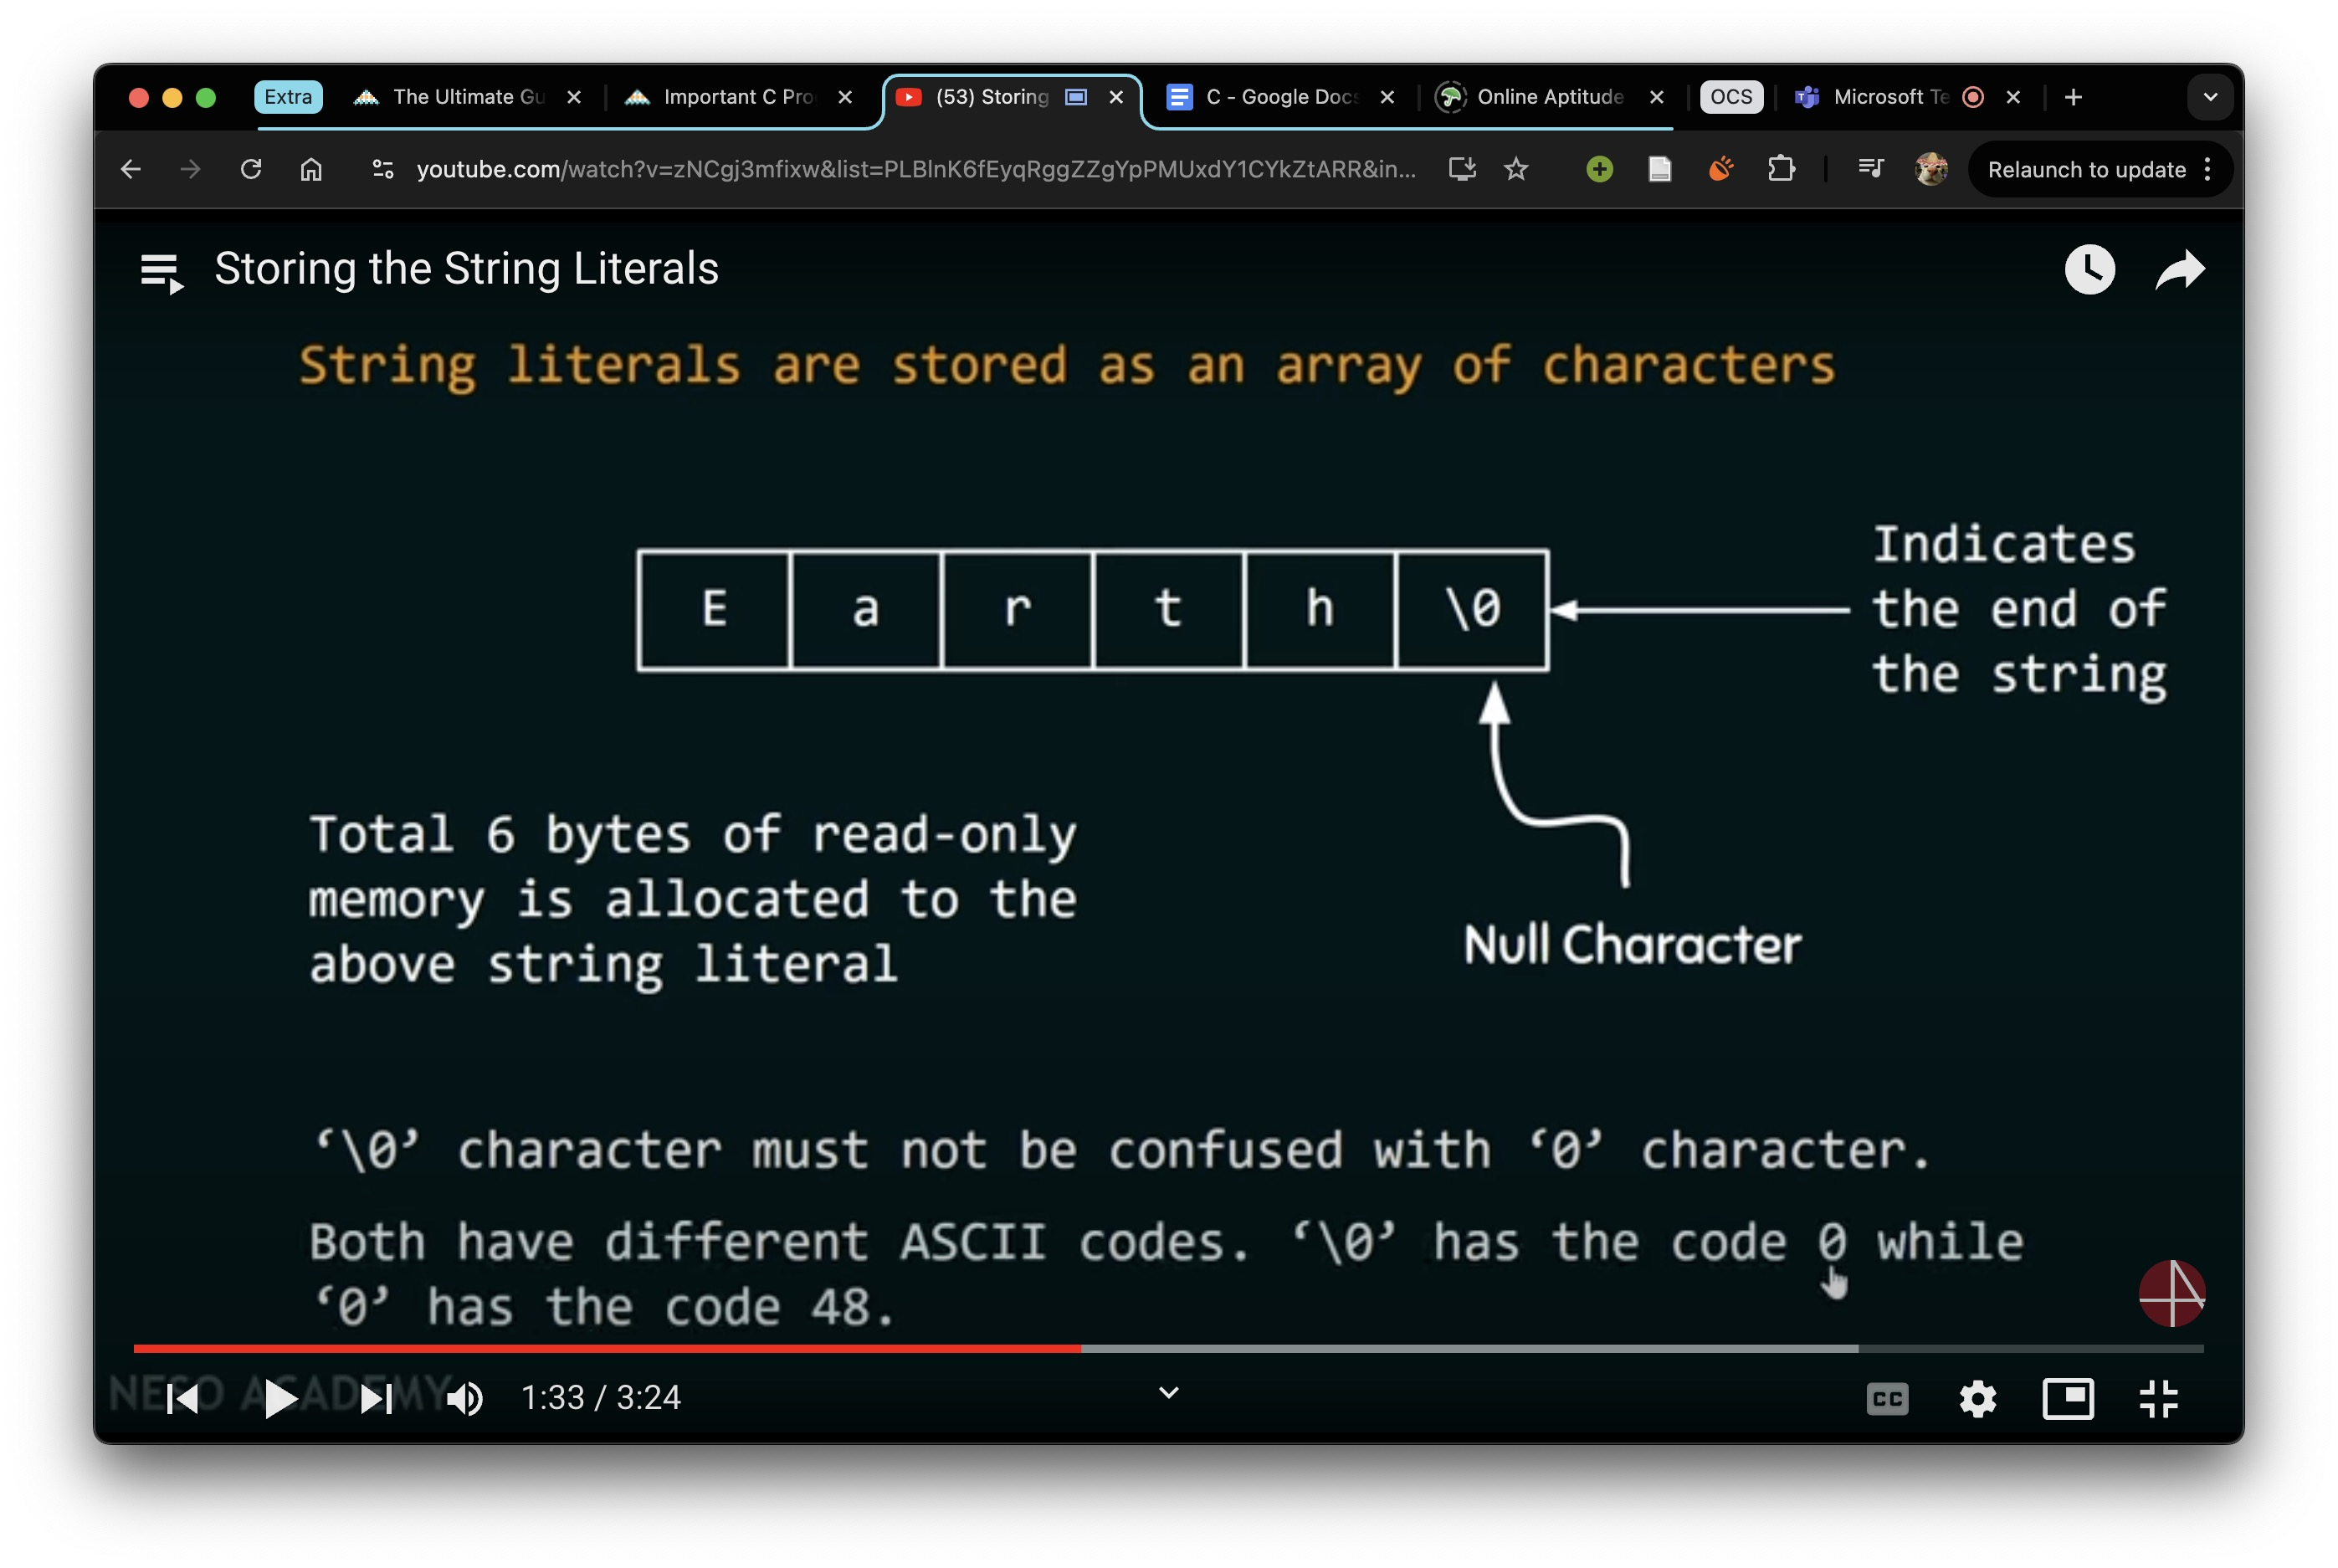 Extra
The Ultimate Gu
Important C Pro
(53) Storing
C - Google Docs
Online Aptitude
OCS
Microsoft Te
youtube.com/watch?v=zNCgj3mfixw&list=PLBlnK6fEyqRggZZgYpPMUxdY1CYkZtARR&in...
Relaunch to update
Storing the String Literals
String literals are stored as an array of characters
E a r t h \0
Indicates
the end of
the string
Total 6 bytes of read-only
memory is allocated to the
above string literal
Null Character
‘\0’ character must not be confused with ‘0’ character.
Both have different ASCII codes. ‘\0’ has the code 0 while
‘0’ has the code 48.
NESO ACADEMY
1:33 / 3:24
CC